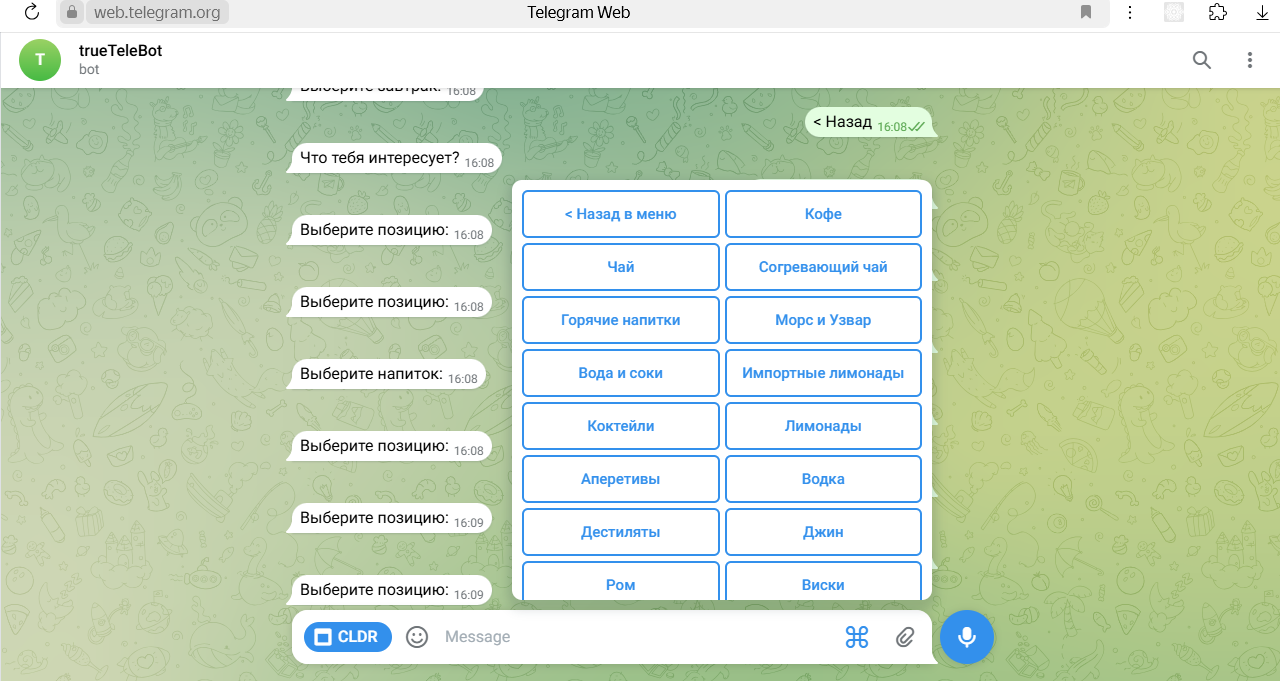 web.telegram.org
Telegram Web
T
trueTeleBot
bot
Выберите завтрак: 16:08
< Назад 16:08
Что тебя интересует? 16:08
Выберите позицию: 16:08
Выберите позицию: 16:08
Выберите напиток: 16:08
Выберите позицию: 16:08
Выберите позицию: 16:09
Выберите позицию: 16:09
< Назад в меню
Кофе
Чай
Согревающий чай
Горячие напитки
Морс и Узвар
Вода и соки
Импортные лимонады
Коктейли
Лимонады
Аперетивы
Водка
Дестиляты
Джин
Ром
Виски
CLDR
Message